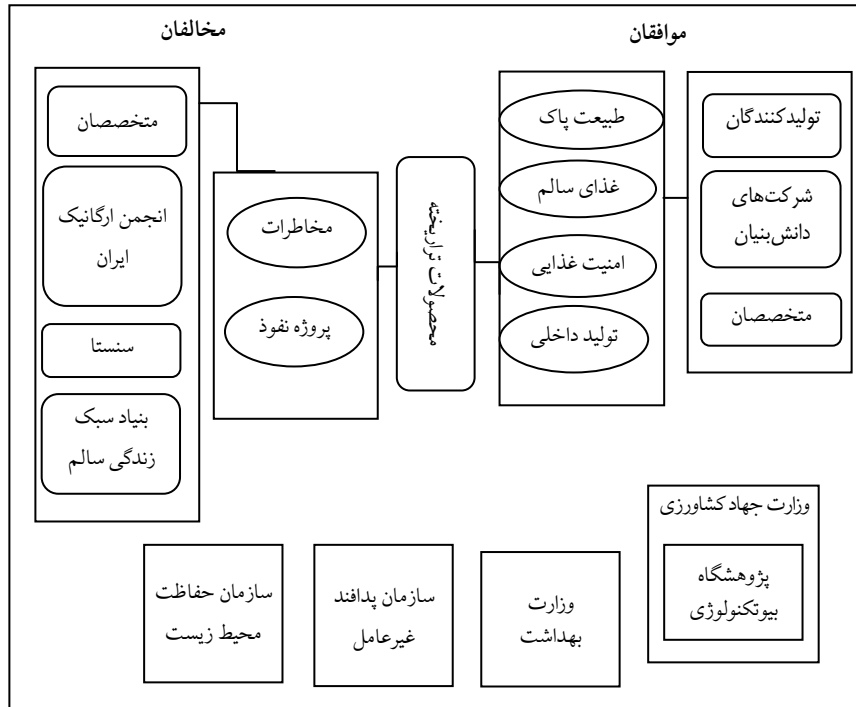 موافقان
مخالفان
تولیدکنندگان
شرکت‌های
دانش‌بنیان
متخصصان
طبیعت پاک
غذای سالم
امنیت غذایی
تولید داخلی
محصولات تراریخته
مخاطرات
پروژه نفوذ
متخصصان
انجمن ارگانیک
ایران
سنستا
بنیاد سبک
زندگی سالم
وزارت جهاد کشاورزی
پژوهشگاه
بیوتکنولوژی
وزارت
بهداشت
سازمان پدافند
غیرعامل
سازمان حفاظت
محیط زیست